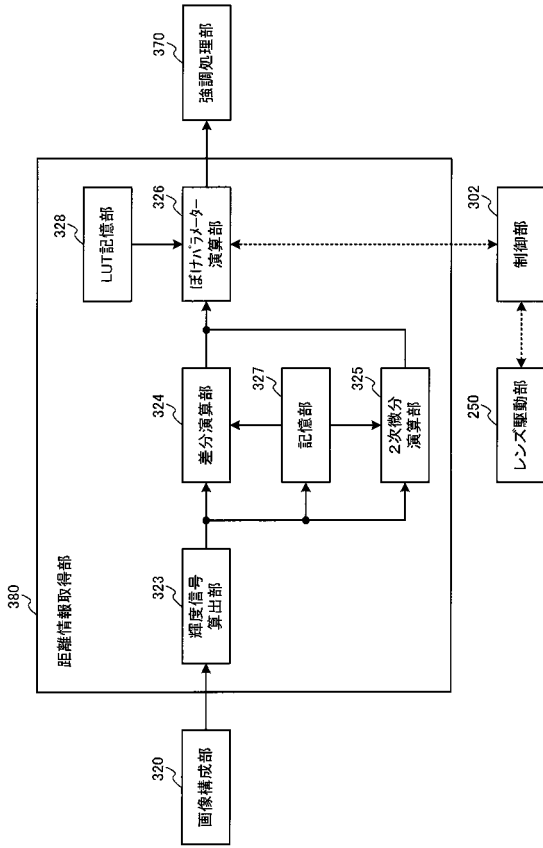 380
距離情報取得部
320
画像構成部
323
輝度信号
算出部
324
差分演算部
327
記憶部
325
2次微分
演算部
328
LUT記憶部
326
ぼけパラメーター
演算部
370
強調処理部
250
レンズ駆動部
302
制御部